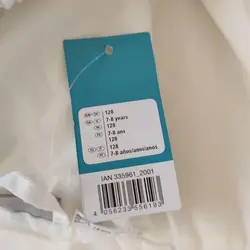 128
7-8 years
128
7-8 ans
128
128
7-8 años/anni/anos
IAN 335961_2001
4 056233 556193